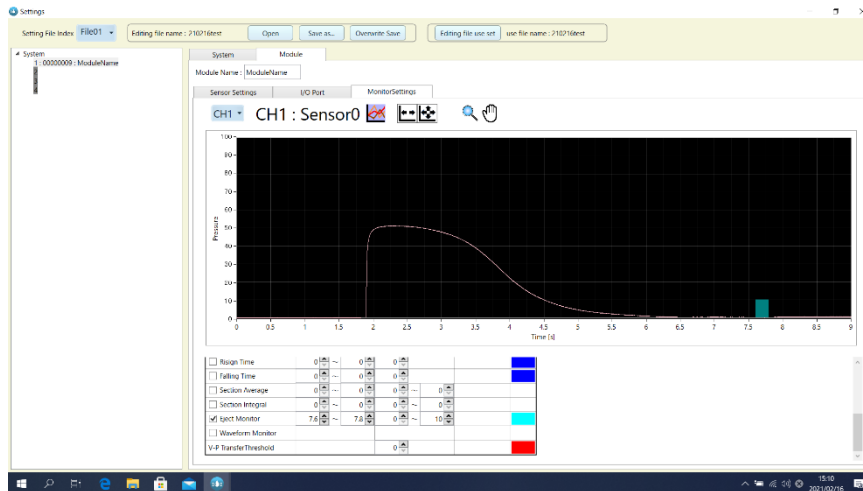 Settings
Setting File Index File01 Editing file name : 210216test Open Save as... Overwrite Save Editing file use set use file name : 210216test
System
1 : 00000009 : ModuleName
2
3
4
System Module
Module Name : ModuleName
Sensor Settings I/O Port MonitorSettings
CH1 CH1 : Sensor0
100
90
80
70
60
50
40
30
20
10
0
Pressure
0 0.5 1 1.5 2 2.5 3 3.5 4 4.5 5 5.5 6 6.5 7 7.5 8 8.5 9
Time [s]
Risign Time 0 ~ 0 0
Falling Time 0 ~ 0 0
Section Average 0 ~ 0 0 ~ 0
Section Integral 0 ~ 0 0 ~ 0
Eject Monitor 7.6 ~ 7.8 0 ~ 10
Waveform Monitor
V-P TransferThreshold 0
15:10
2021/02/16